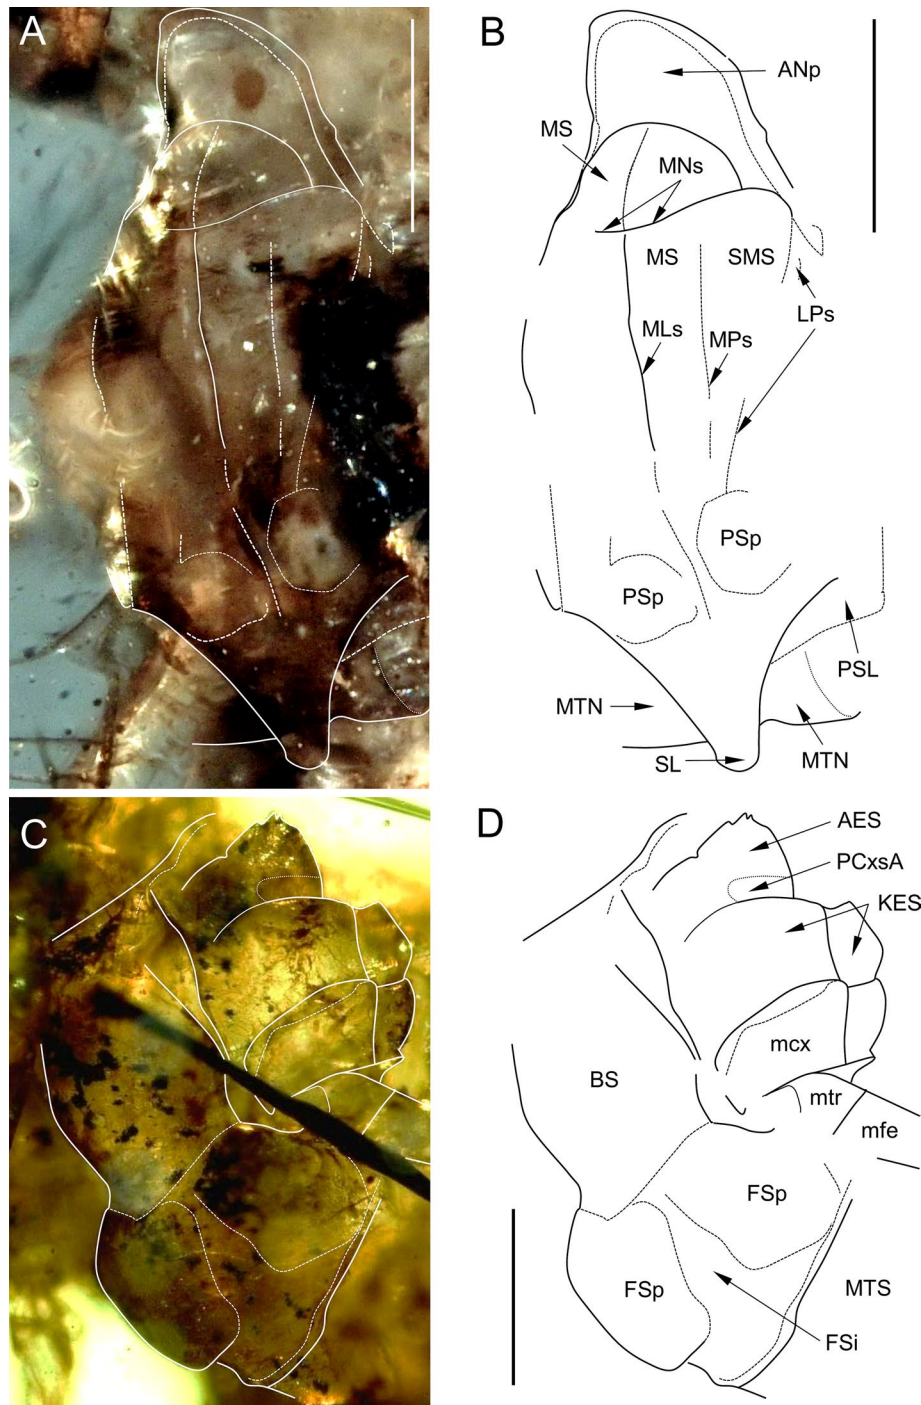 A
B
ANp
MS
MNs
MS
SMS
LPs
MLs
MPs
PSp
PSp
PSL
MTN
MTN
SL
C
D
AES
PCxsA
KES
mcx
BS
mtr
mfe
FSp
FSp
MTS
FSi